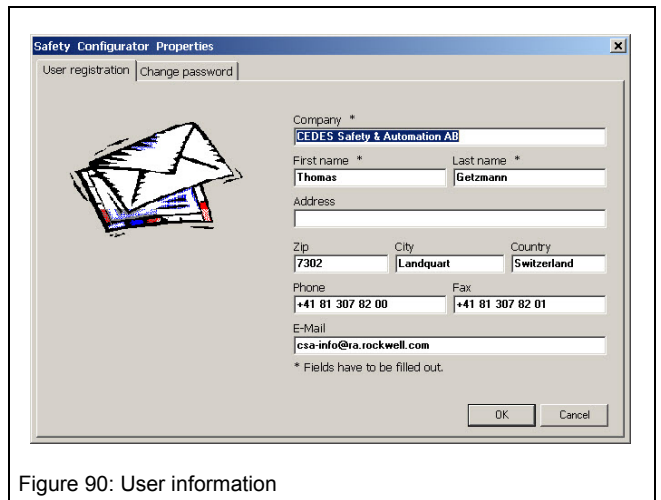 Safety Configurator Properties
User registration Change password
Company *
CEDES Safety & Automation AB
First name * Last name *
Thomas Getzmann
Address
Zip City Country
7302 Landquart Switzerland
Phone Fax
+41 81 307 82 00 +41 81 307 82 01
E-Mail
csa-info@ra.rockwell.com
* Fields have to be filled out.
OK Cancel
Figure 90: User information